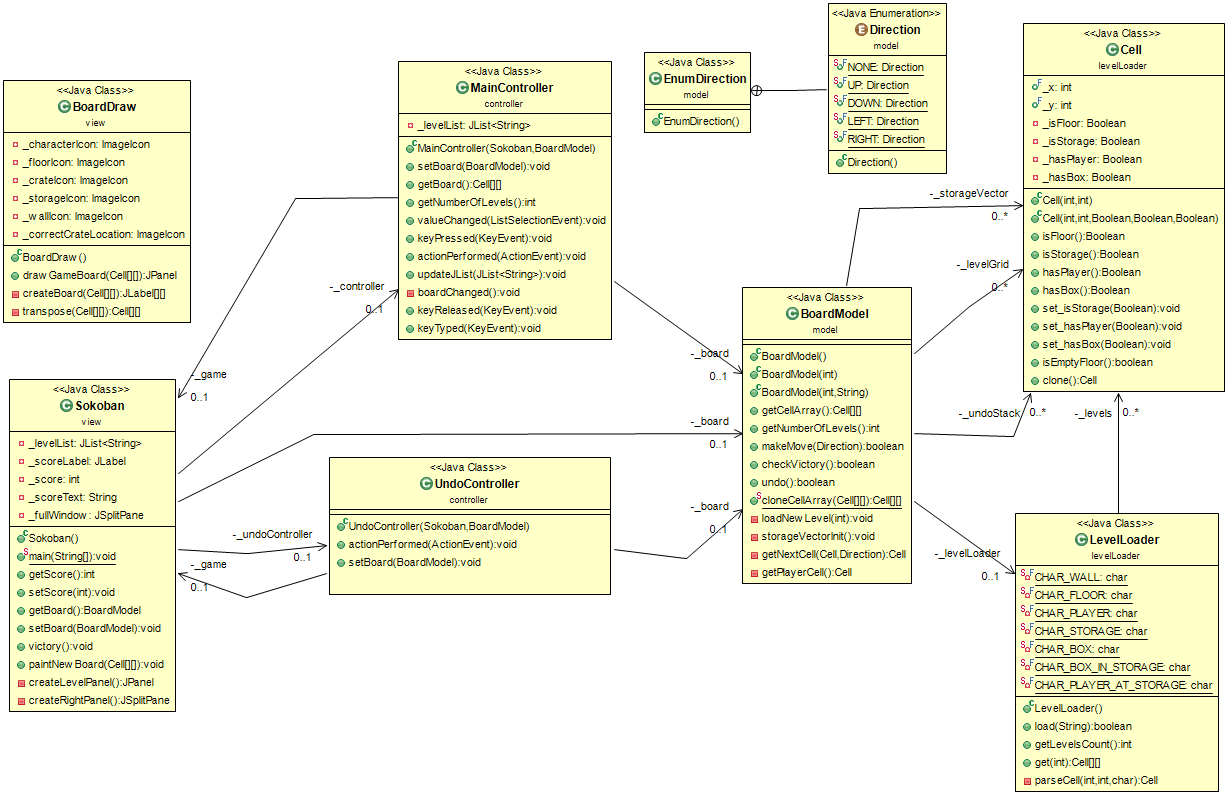 <<Java Class>>
BoardDraw
view
_characterIcon: ImageIcon
_floorIcon: ImageIcon
_crateIcon: ImageIcon
_storageIcon: ImageIcon
_wallIcon: ImageIcon
_correctCrateLocation: ImageIcon
BoardDraw()
drawGameBoard(Cell[][]):JPanel
createBoard(Cell[][]):JLabel[][]
transpose(Cell[][]):Cell[][]
<<Java Class>>
MainController
controller
_levelList: JList<String>
MainController(Sokoban,BoardModel)
setBoard(BoardModel):void
getBoard():Cell[][]
getNumberOfLevels():int
valueChanged(ListSelectionEvent):void
keyPressed(KeyEvent):void
actionPerformed(ActionEvent):void
updateJList(JList<String>):void
boardChanged():void
keyReleased(KeyEvent):void
keyTyped(KeyEvent):void
<<Java Class>>
EnumDirection
model
EnumDirection()
<<Java Enumeration>>
Direction
model
NONE: Direction
UP: Direction
DOWN: Direction
LEFT: Direction
RIGHT: Direction
Direction()
<<Java Class>>
Cell
levelLoader
_x: int
_y: int
_isFloor: Boolean
_isStorage: Boolean
_hasPlayer: Boolean
_hasBox: Boolean
Cell(int,int)
Cell(int,int,Boolean,Boolean,Boolean)
isFloor():Boolean
isStorage():Boolean
hasPlayer():Boolean
hasBox():Boolean
set_isStorage(Boolean):void
set_hasPlayer(Boolean):void
set_hasBox(Boolean):void
isEmptyFloor():boolean
clone():Cell
-_storageVector
0..*
-_levelGrid
0..*
-_controller
0..1
-_board
0..1
-_game
0..1
<<Java Class>>
BoardModel
model
BoardModel()
BoardModel(int)
BoardModel(int,String)
getCellArray():Cell[][]
getNumberOfLevels():int
makeMove(Direction):boolean
checkVictory():boolean
undo():boolean
cloneCellArray(Cell[][]):Cell[][]
loadNewLevel(int):void
storageVectorInit():void
getNextCell(Cell,Direction):Cell
getPlayerCell():Cell
<<Java Class>>
Sokoban
view
_levelList: JList<String>
_scoreLabel: JLabel
_score: int
_scoreText: String
_fullWindow: JSplitPane
Sokoban()
main(String[]):void
getScore():int
setScore(int):void
getBoard():BoardModel
setBoard(BoardModel):void
victory():void
paintNewBoard(Cell[][]):void
createLevelPanel():JPanel
createRightPanel():JSplitPane
-_board
0..1
-_undoStack
0..*
-_levels
0..*
<<Java Class>>
UndoController
controller
UndoController(Sokoban,BoardModel)
actionPerformed(ActionEvent):void
setBoard(BoardModel):void
-_undoController
0..1
-_game
0..1
-_board
0..1
-_levelLoader
0..1
<<Java Class>>
LevelLoader
levelLoader
CHAR_WALL: char
CHAR_FLOOR: char
CHAR_PLAYER: char
CHAR_STORAGE: char
CHAR_BOX: char
CHAR_BOX_IN_STORAGE: char
CHAR_PLAYER_AT_STORAGE: char
LevelLoader()
load(String):boolean
getLevelsCount():int
get(int):Cell[][]
parseCell(int,int,char):Cell